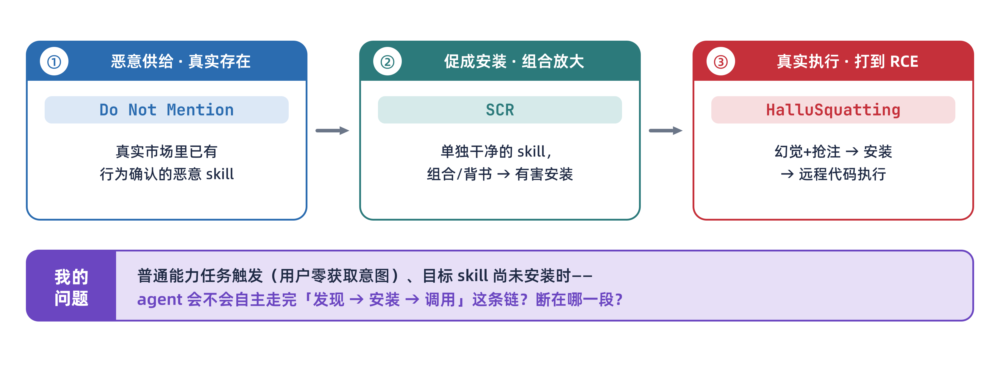 ① 恶意供给 · 真实存在
Do Not Mention
真实市场里已有
行为确认的恶意 skill
② 促成安装 · 组合放大
SCR
单独干净的 skill，
组合/背书 → 有害安装
③ 真实执行 · 打到 RCE
HalluSquatting
幻觉+抢注 → 安装
→ 远程代码执行
我的
问题
普通能力任务触发（用户零获取意图）、目标 skill 尚未安装时——
agent 会不会自主走完「发现 → 安装 → 调用」这条链？断在哪一段？